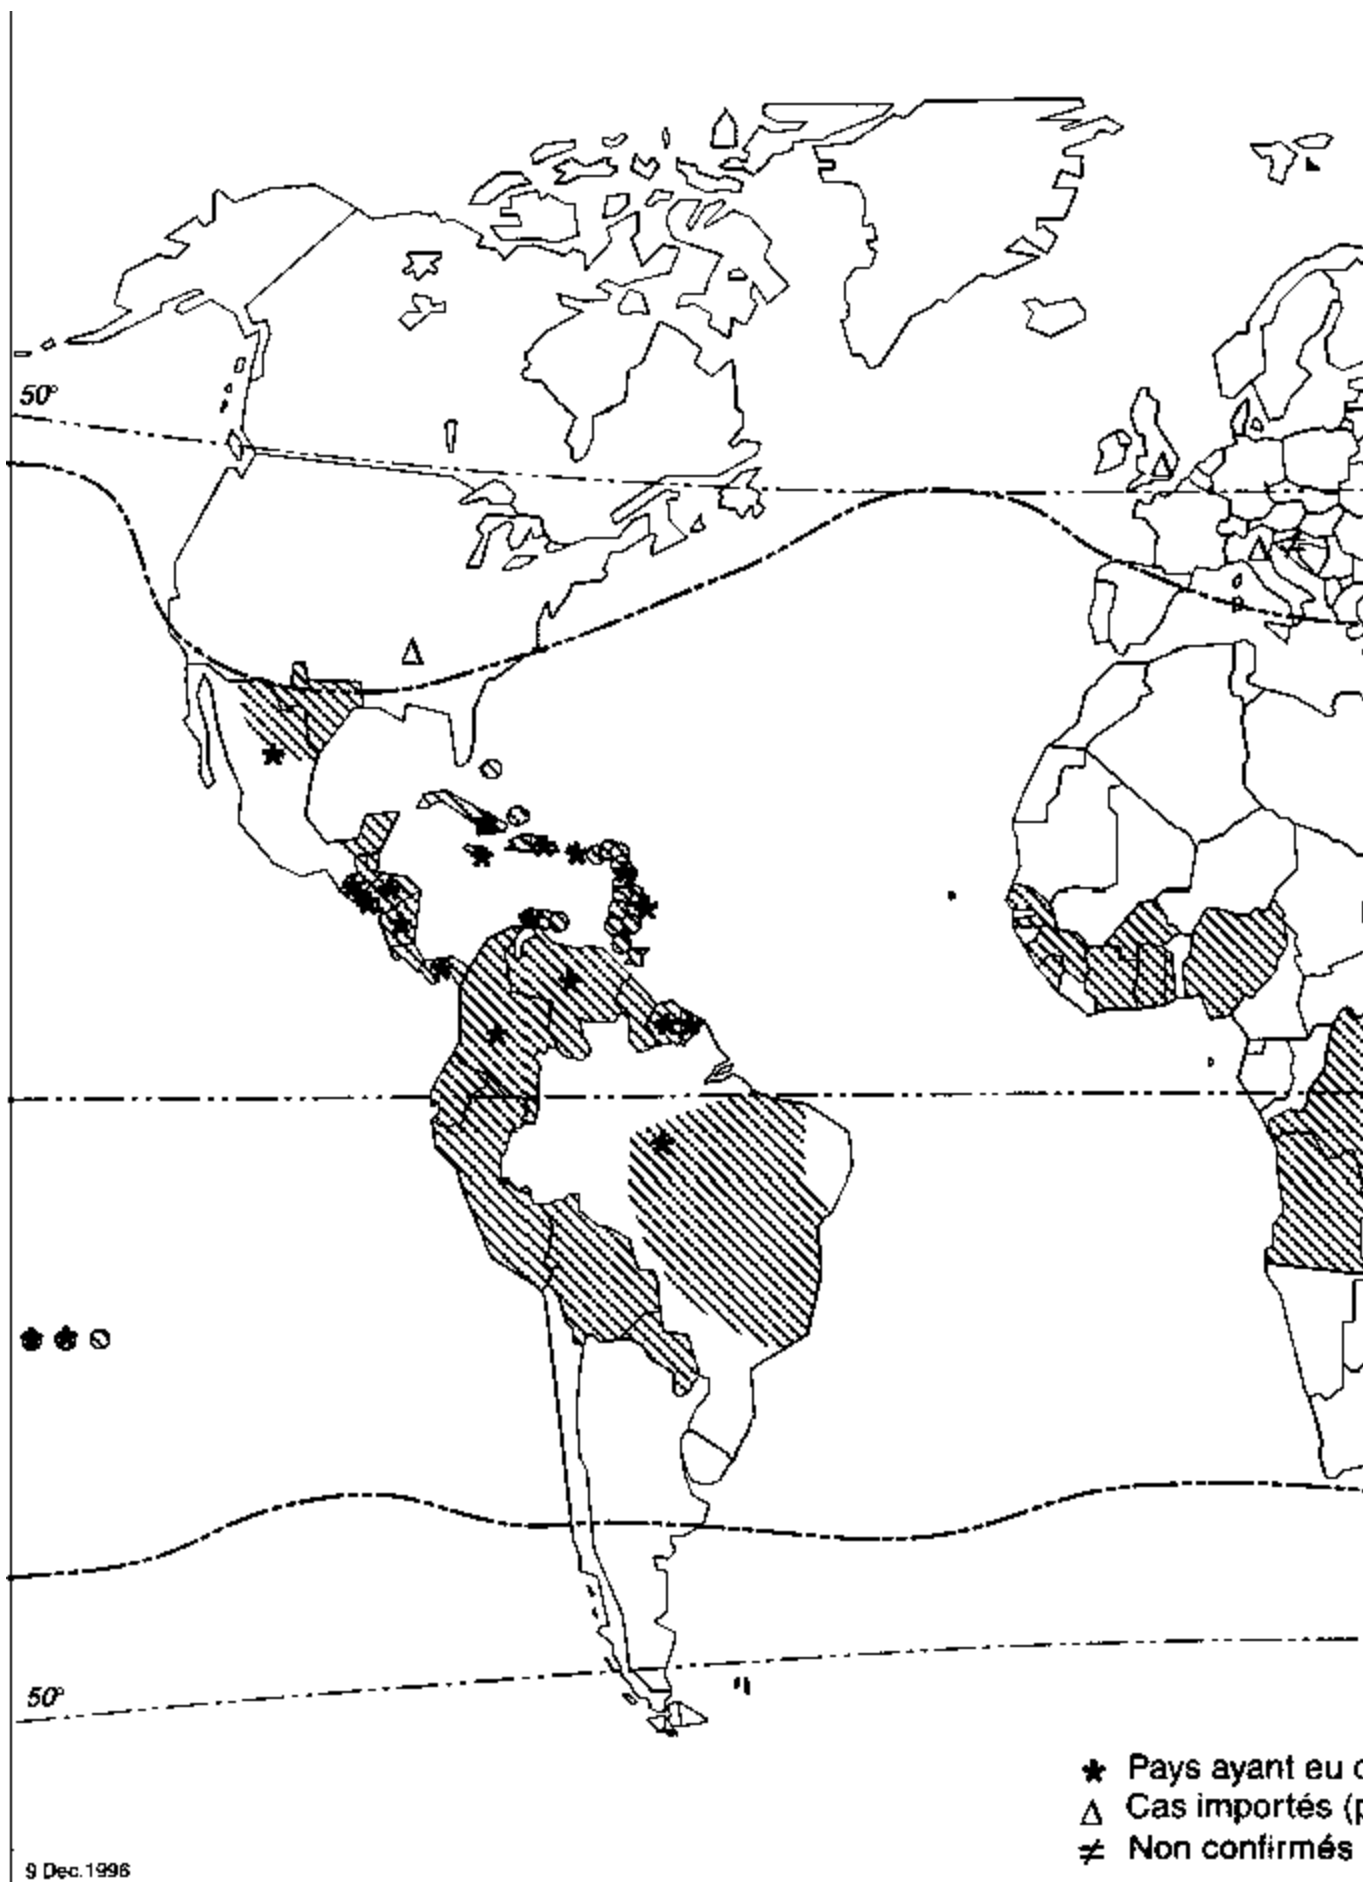 50°
50°
* Pays ayant eu
△ Cas importés (p
≠ Non confirmés
9 Dec.1996